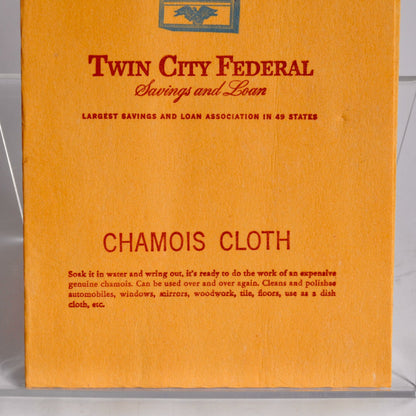 TWIN CITY FEDERAL
Savings and Loan
LARGEST SAVINGS AND LOAN ASSOCIATION IN 49 STATES
CHAMOIS CLOTH
Soak it in water and wring out, it's ready to do the work of an expensive
genuine chamois. Can be used over and over again. Cleans and polishes
automobiles, windows, mirrors, woodwork, tile, floors, use as a dish
cloth, etc.